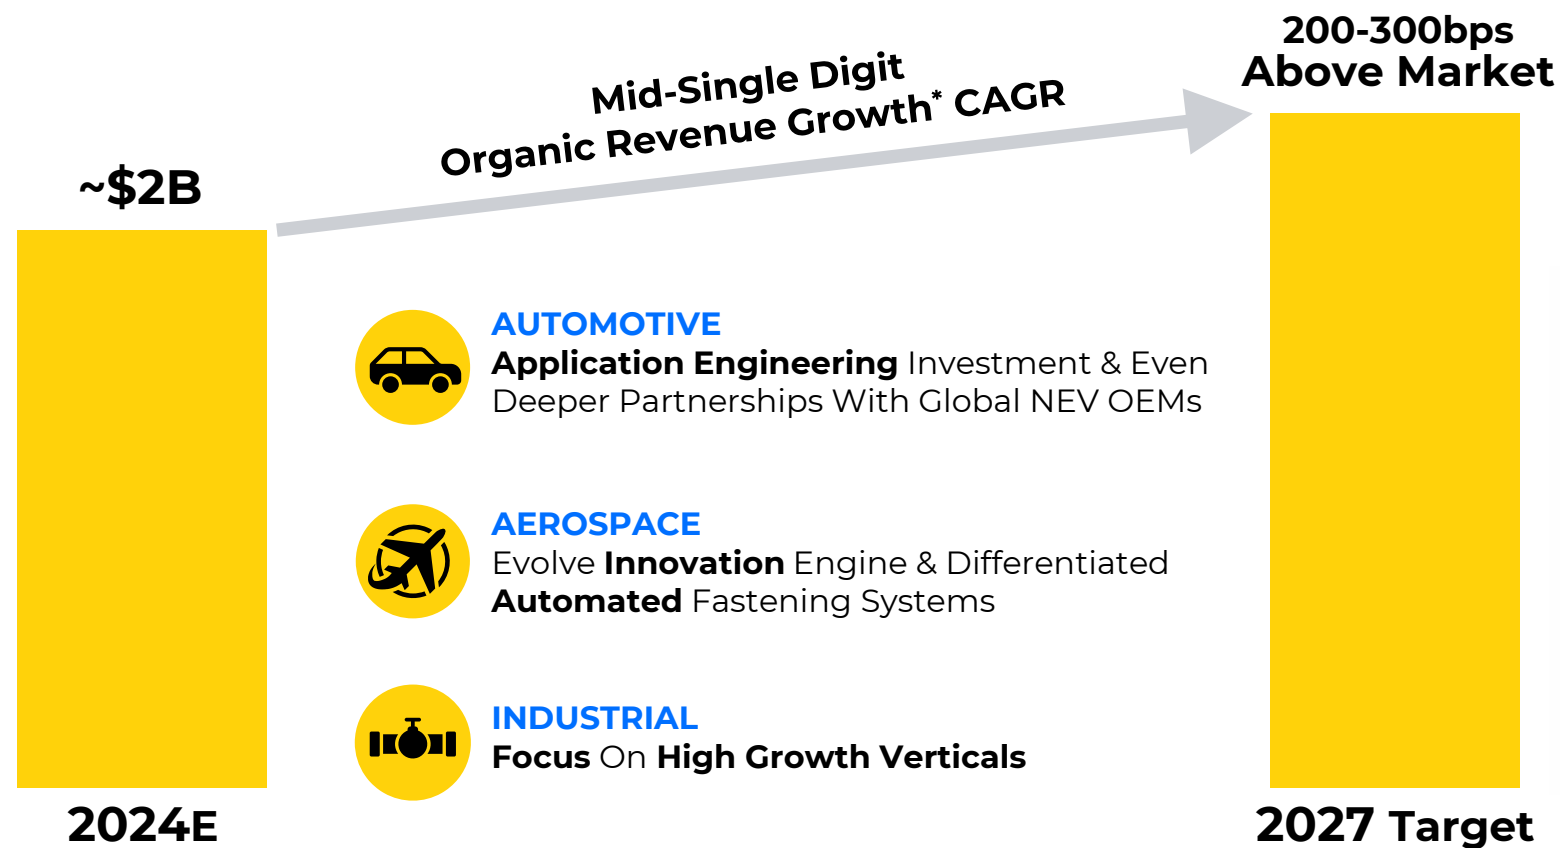 200-300bps
Above Market
Mid-Single Digit
Organic Revenue Growth* CAGR
~$2B
AUTOMOTIVE
Application Engineering Investment & Even
Deeper Partnerships With Global NEV OEMs
AEROSPACE
Evolve Innovation Engine & Differentiated
Automated Fastening Systems
INDUSTRIAL
Focus On High Growth Verticals
2024E
2027 Target